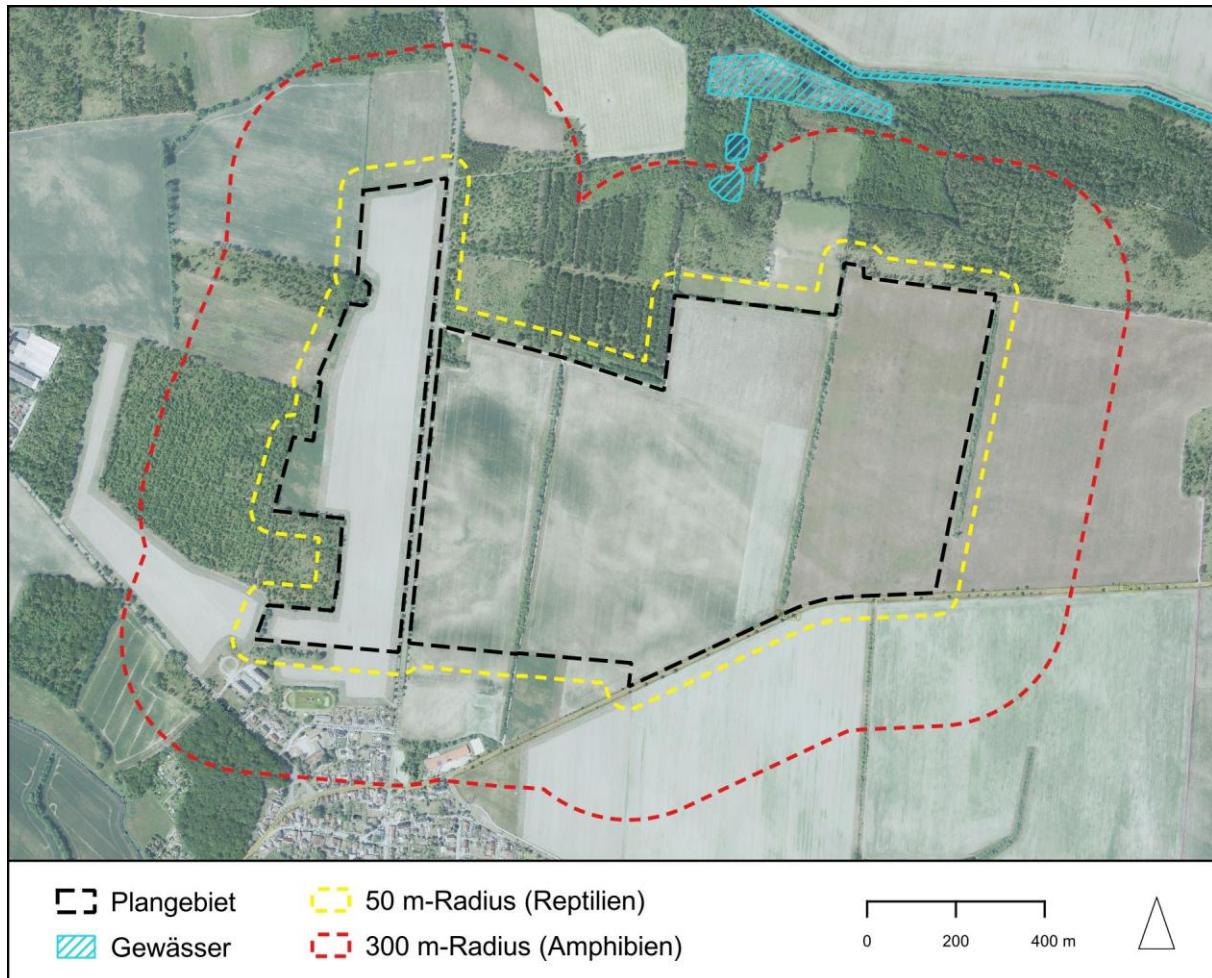 Plangebiet
50 m-Radius (Reptilien)
Gewässer
300 m-Radius (Amphibien)
0 200 400 m